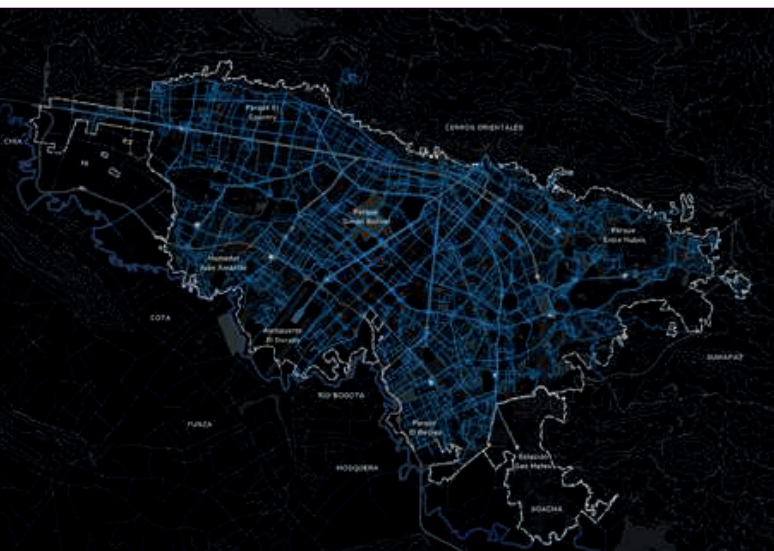 Parque El
Country
CERROS ORIENTALES
CHIA
Parque
Simón Bolívar
Parque
Entre Nubes
Humedal
Juan Amarillo
COTA
Aeropuerto
El Dorado
SUMAPAZ
RIO BOGOTA
FUNZA
Parque
El Recreo
MOSQUERA
Estación
San Mateo
SOACHA